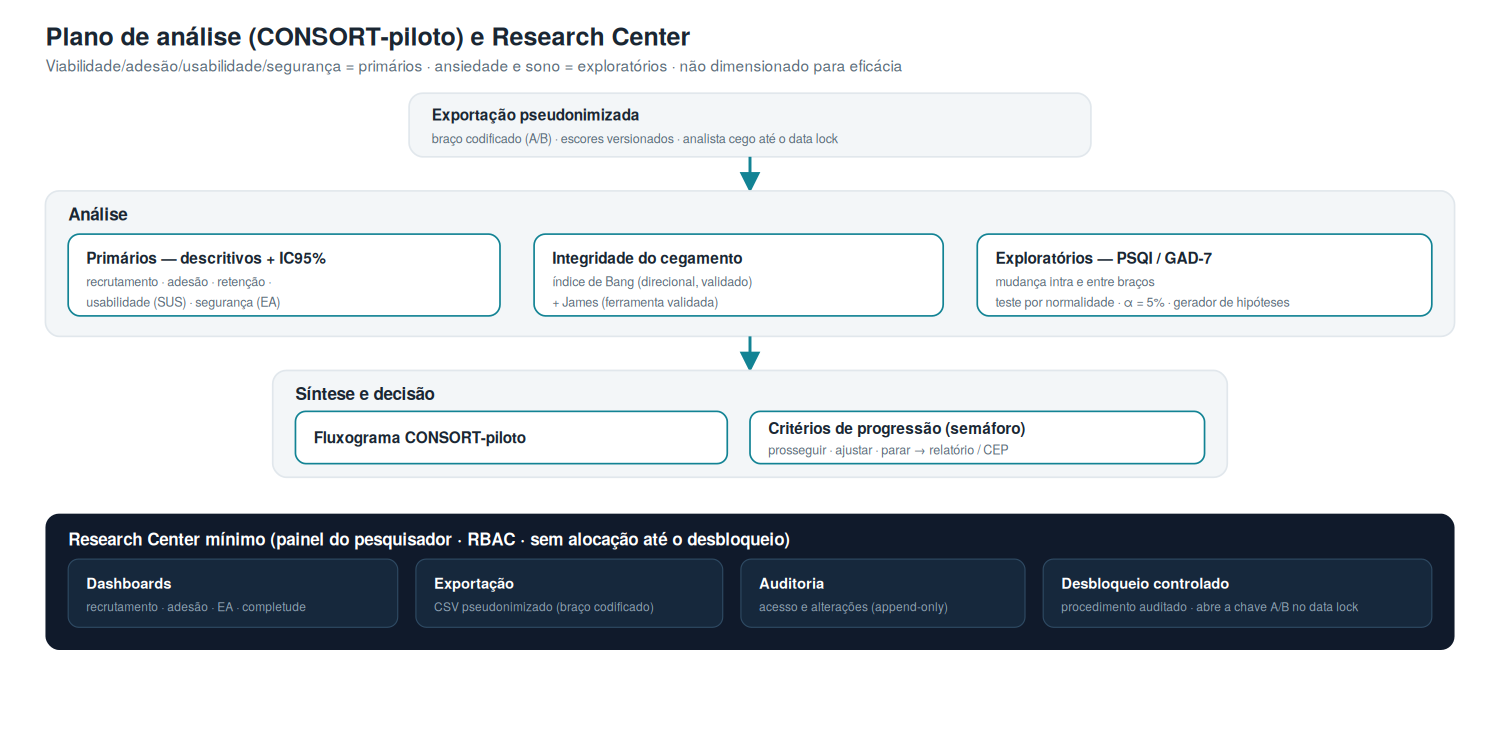 Plano de análise (CONSORT-piloto) e Research Center
Viabilidade/adesão/usabilidade/segurança = primários · ansiedade e sono = exploratórios · não dimensionado para eficácia
Exportação pseudonimizada
braço codificado (A/B) · escores versionados · analista cego até o data lock
Análise
Primários — descritivos + IC95%
recrutamento · adesão · retenção ·
usabilidade (SUS) · segurança (EA)
Integridade do cegamento
índice de Bang (direcional, validado)
+ James (ferramenta validada)
Exploratórios — PSQI / GAD-7
mudança intra e entre braços
teste por normalidade · α = 5% · gerador de hipóteses
Síntese e decisão
Fluxograma CONSORT-piloto
Critérios de progressão (semáforo)
prosseguir · ajustar · parar → relatório / CEP
Research Center mínimo (painel do pesquisador · RBAC · sem alocação até o desbloqueio)
Dashboards
recrutamento · adesão · EA · completude
Exportação
CSV pseudonimizado (braço codificado)
Auditoria
acesso e alterações (append-only)
Desbloqueio controlado
procedimento auditado · abre a chave A/B no data lock